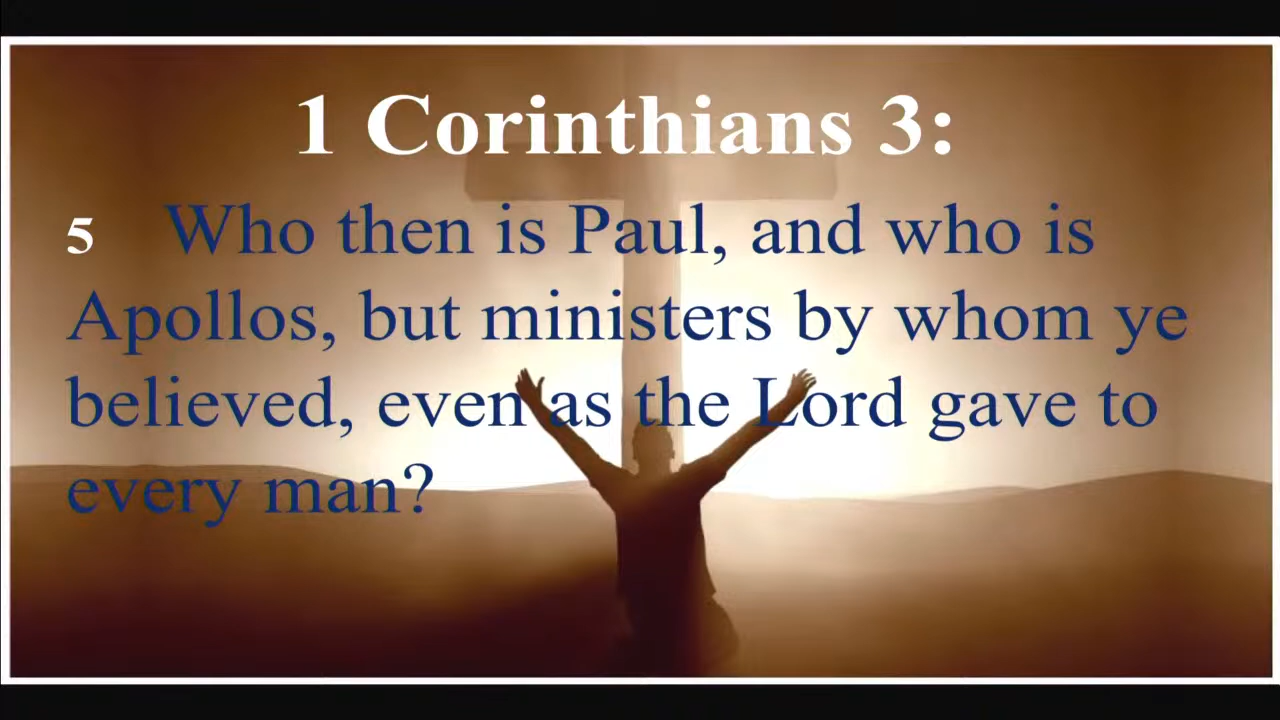 1 Corinthians 3:
5 Who then is Paul, and who is
Apollos, but ministers by whom ye
believed, even as the Lord gave to
every man?